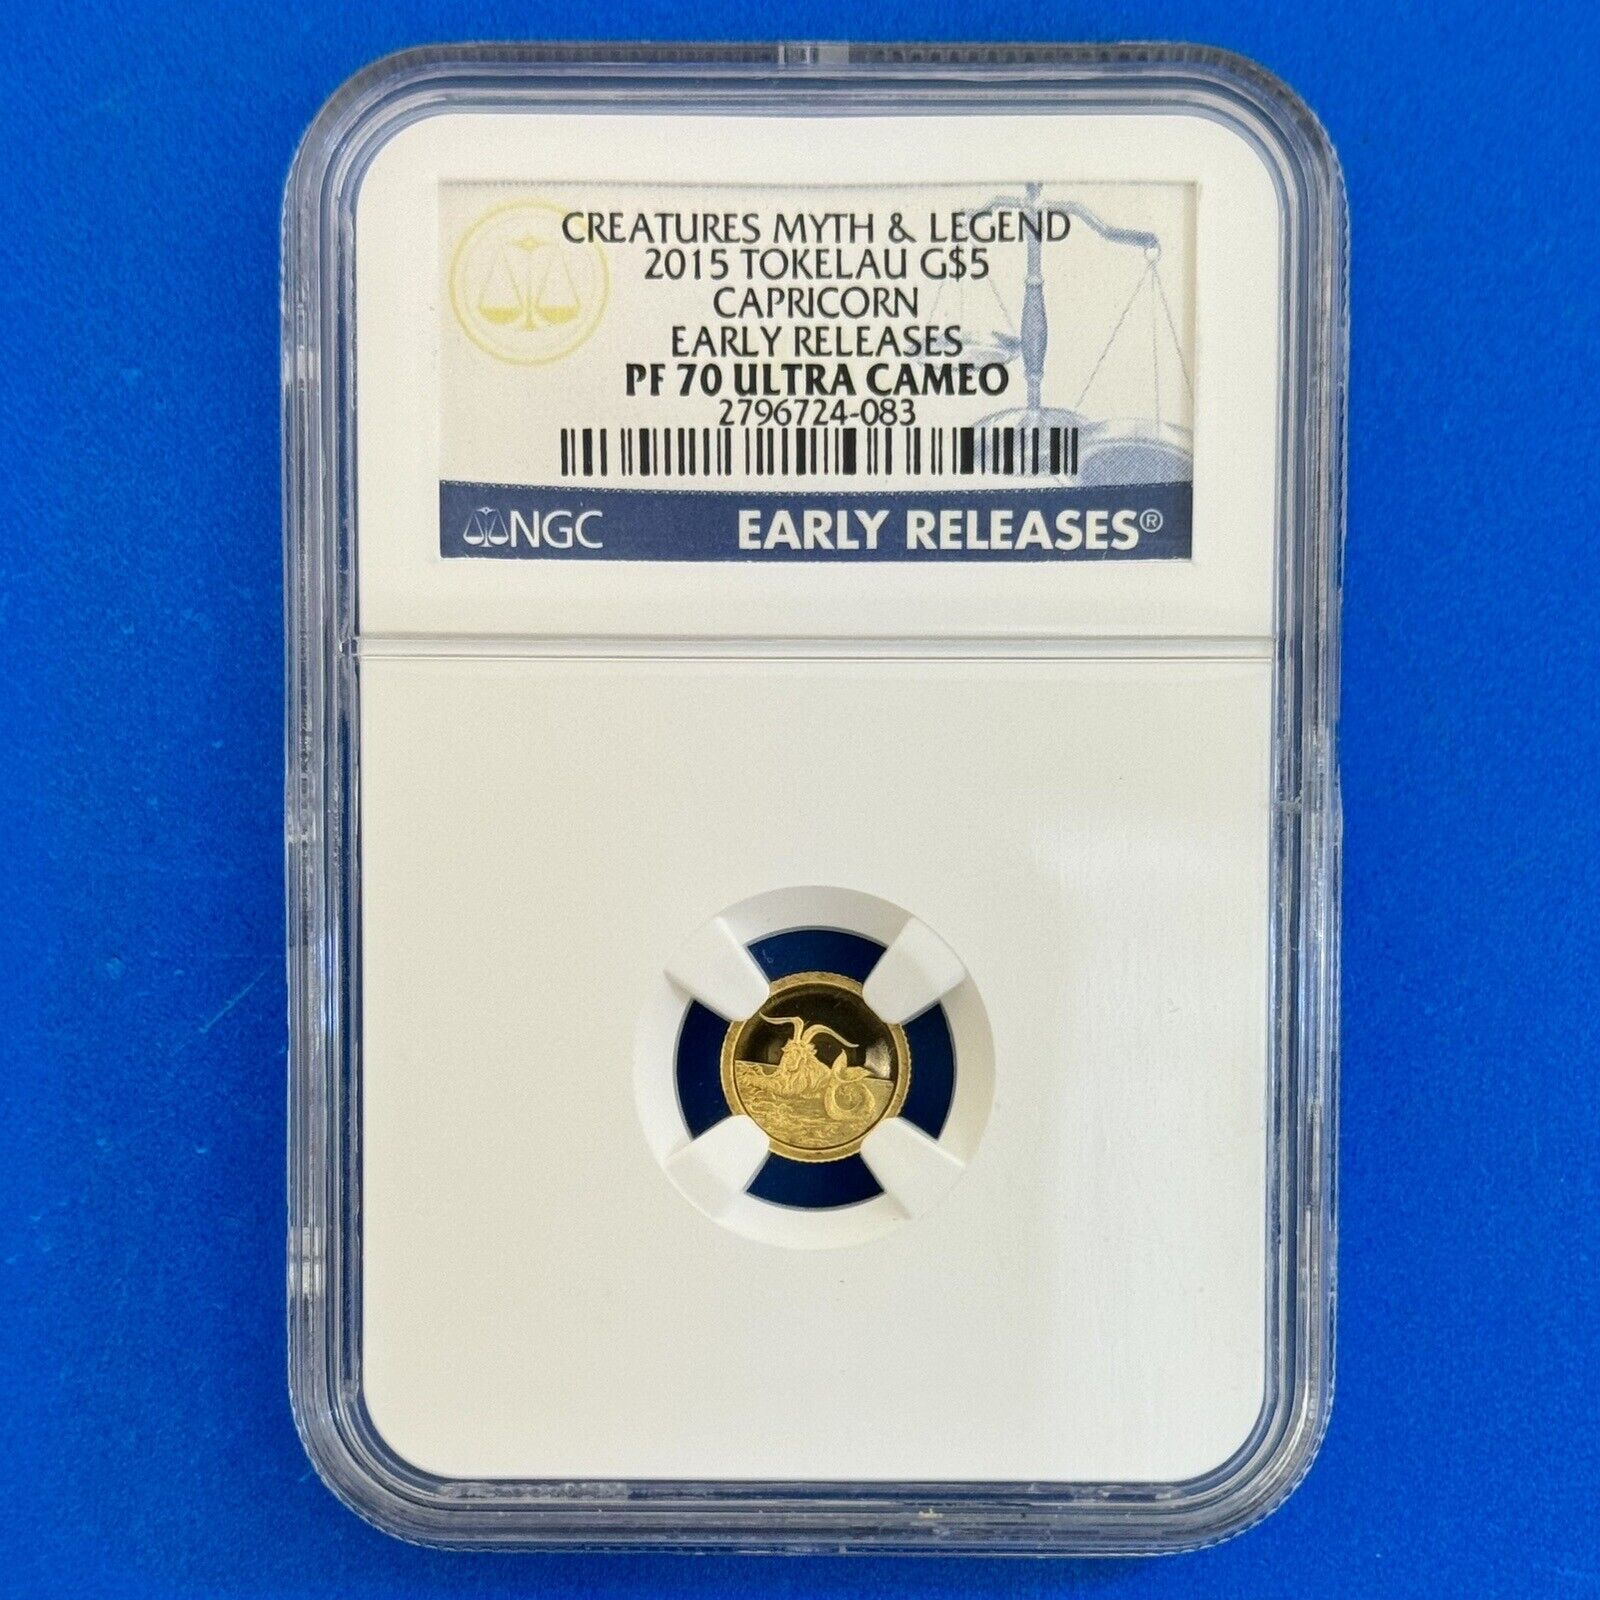 CREATURES MYTH & LEGEND
2015 TOKELAU G$5
CAPRICORN
EARLY RELEASES
PF 70 ULTRA CAMEO
2796724-083
NGC EARLY RELEASES®